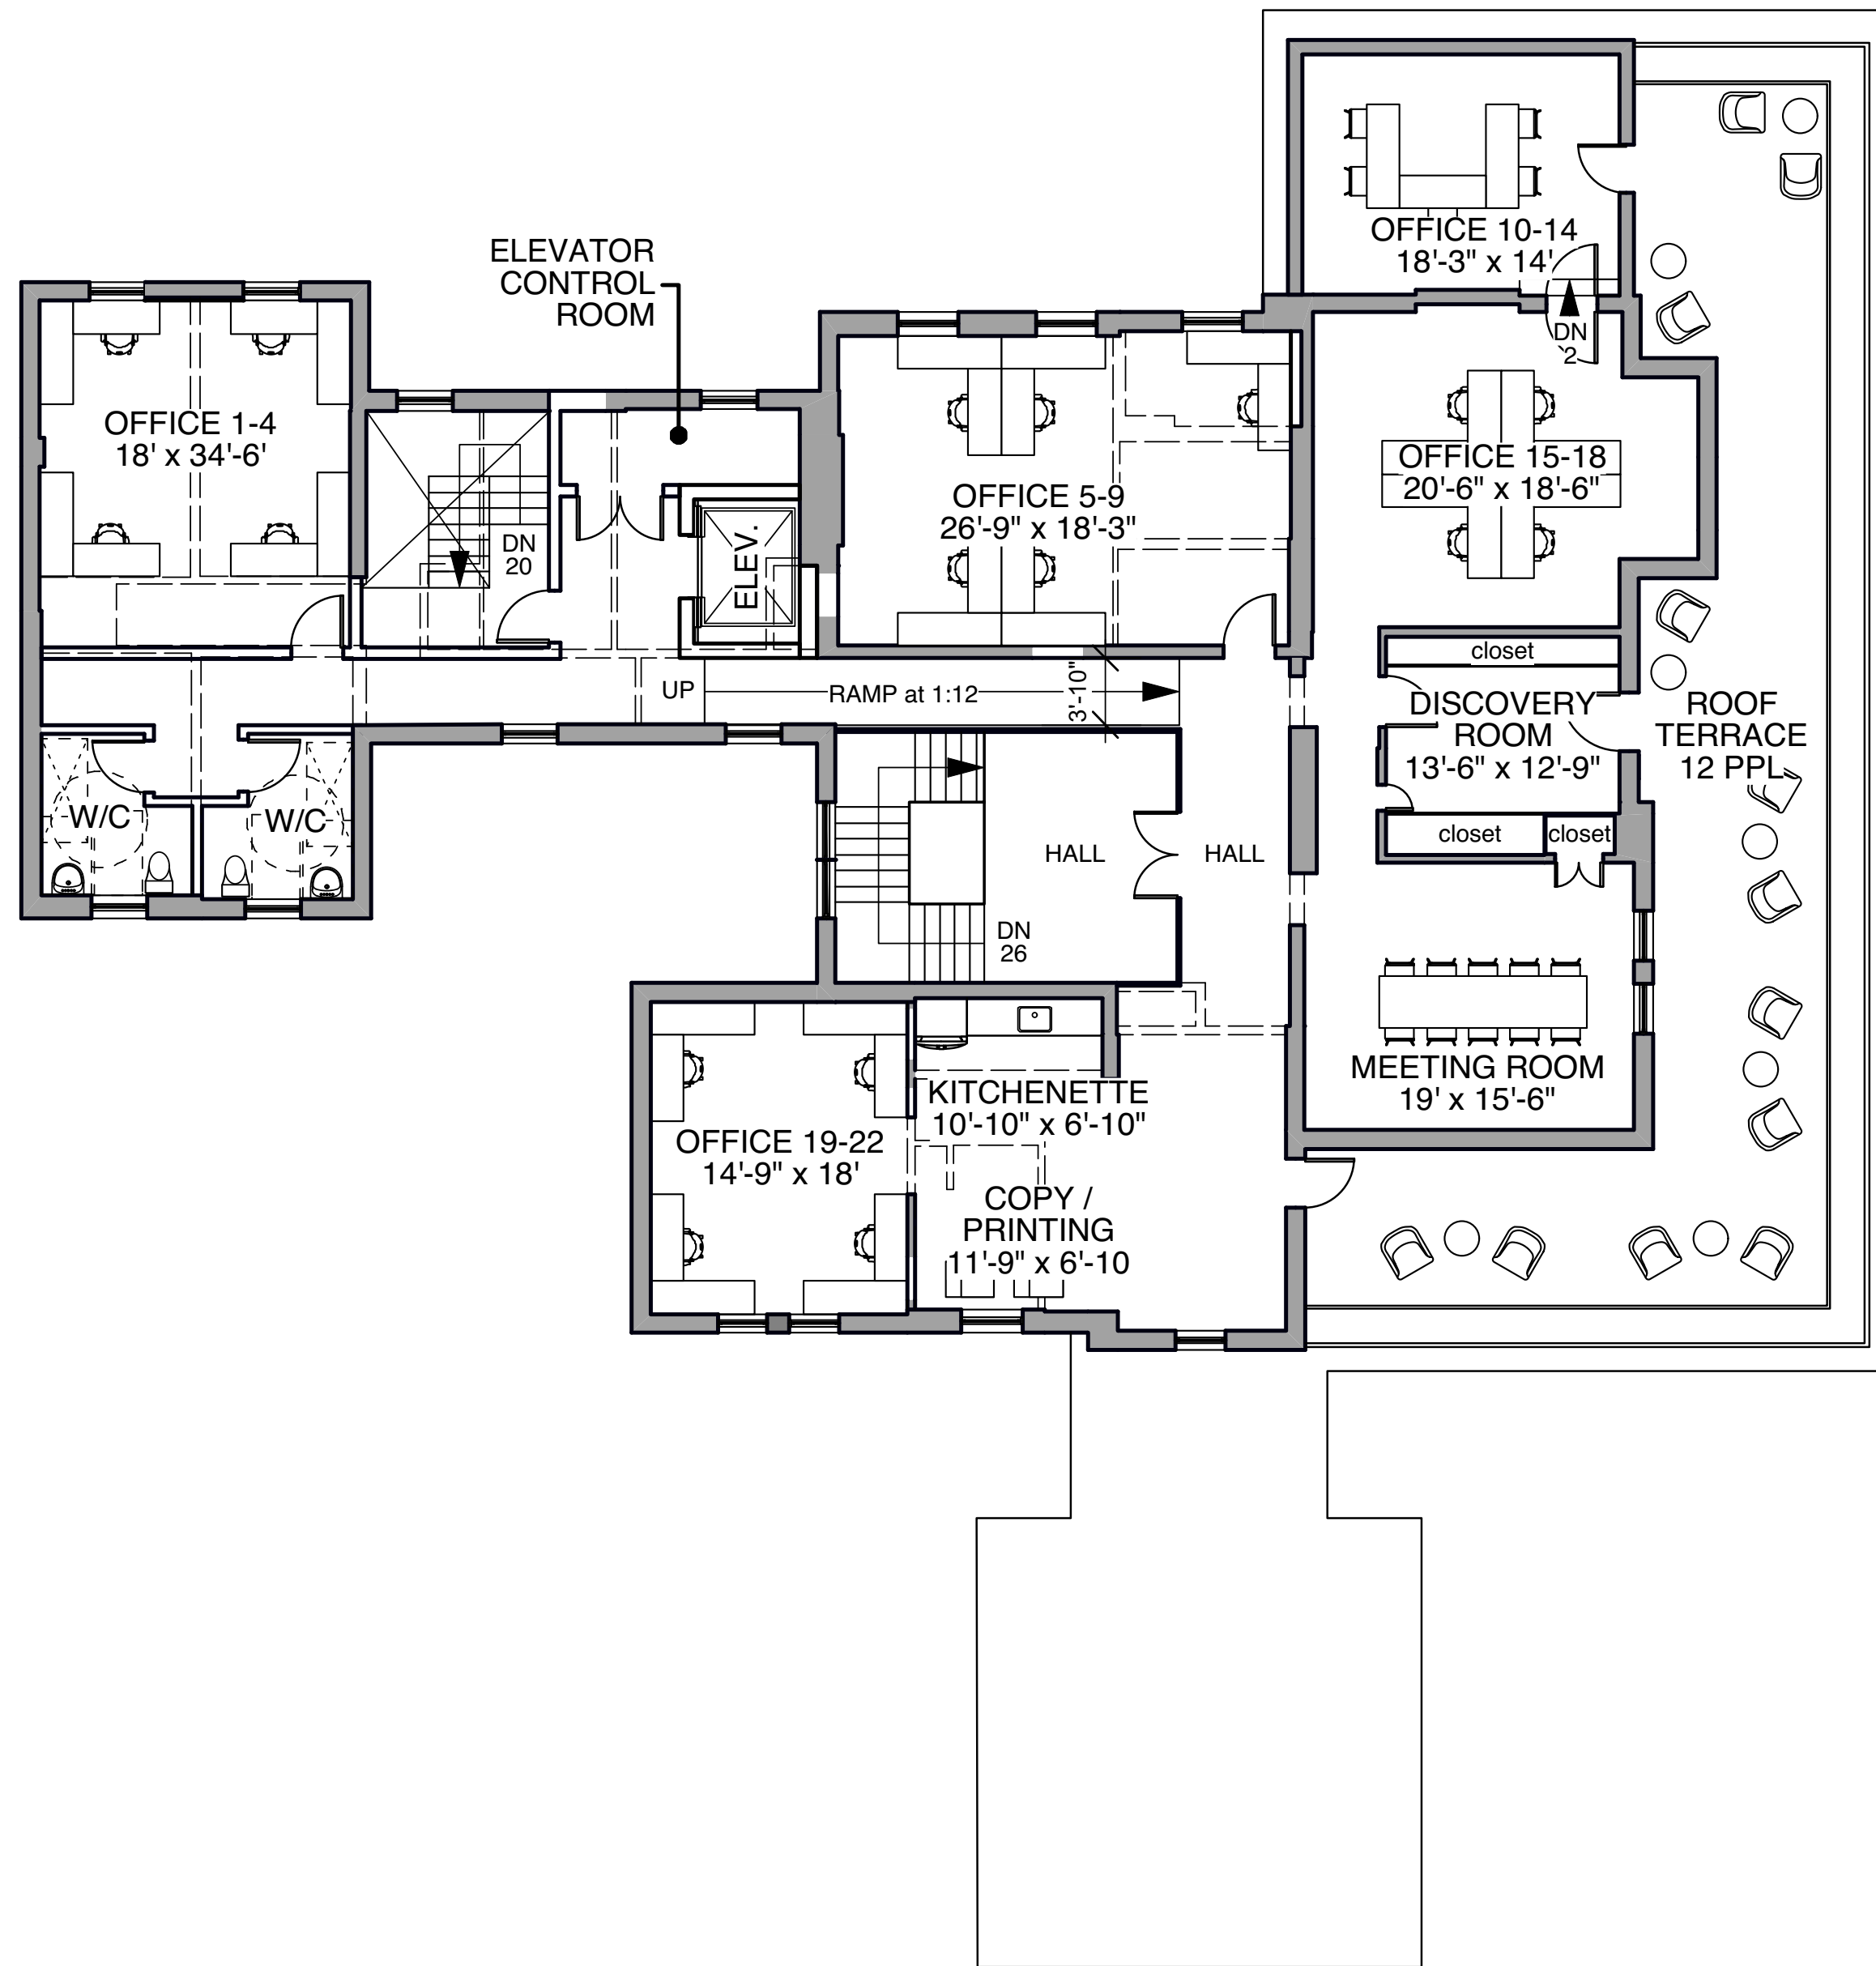 OFFICE 10-14
18'-3" x 14'
ELEVATOR
CONTROL
ROOM
DN
2
OFFICE 1-4
18' x 34'-6'
OFFICE 15-18
20'-6" x 18'-6"
OFFICE 5-9
26'-9" x 18'-3"
DN
20
ELEV.
closet
UP
RAMP at 1:12
3'-10"
DISCOVERY
ROOM
13'-6" x 12'-9"
ROOF
TERRACE
12 PPL
W/C
W/C
closet
closet
HALL
HALL
DN
26
MEETING ROOM
19' x 15'-6"
KITCHENETTE
10'-10" x 6'-10"
OFFICE 19-22
14'-9" x 18'
COPY /
PRINTING
11'-9" x 6'-10